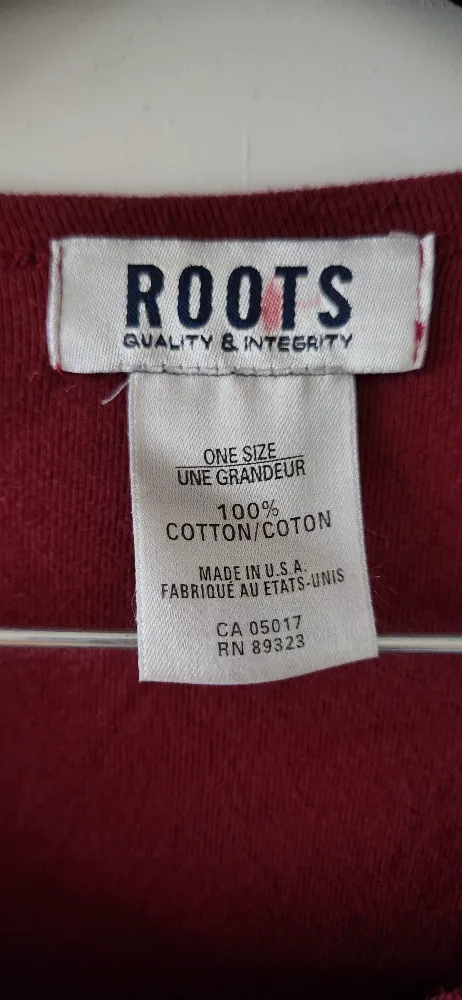 ROOTS
QUALITY & INTEGRITY
ONE SIZE
UNE GRANDEUR
100%
COTTON/COTON
MADE IN U.S.A.
FABRIQUÉ AU ETATS-UNIS
CA 05017
RN 89323